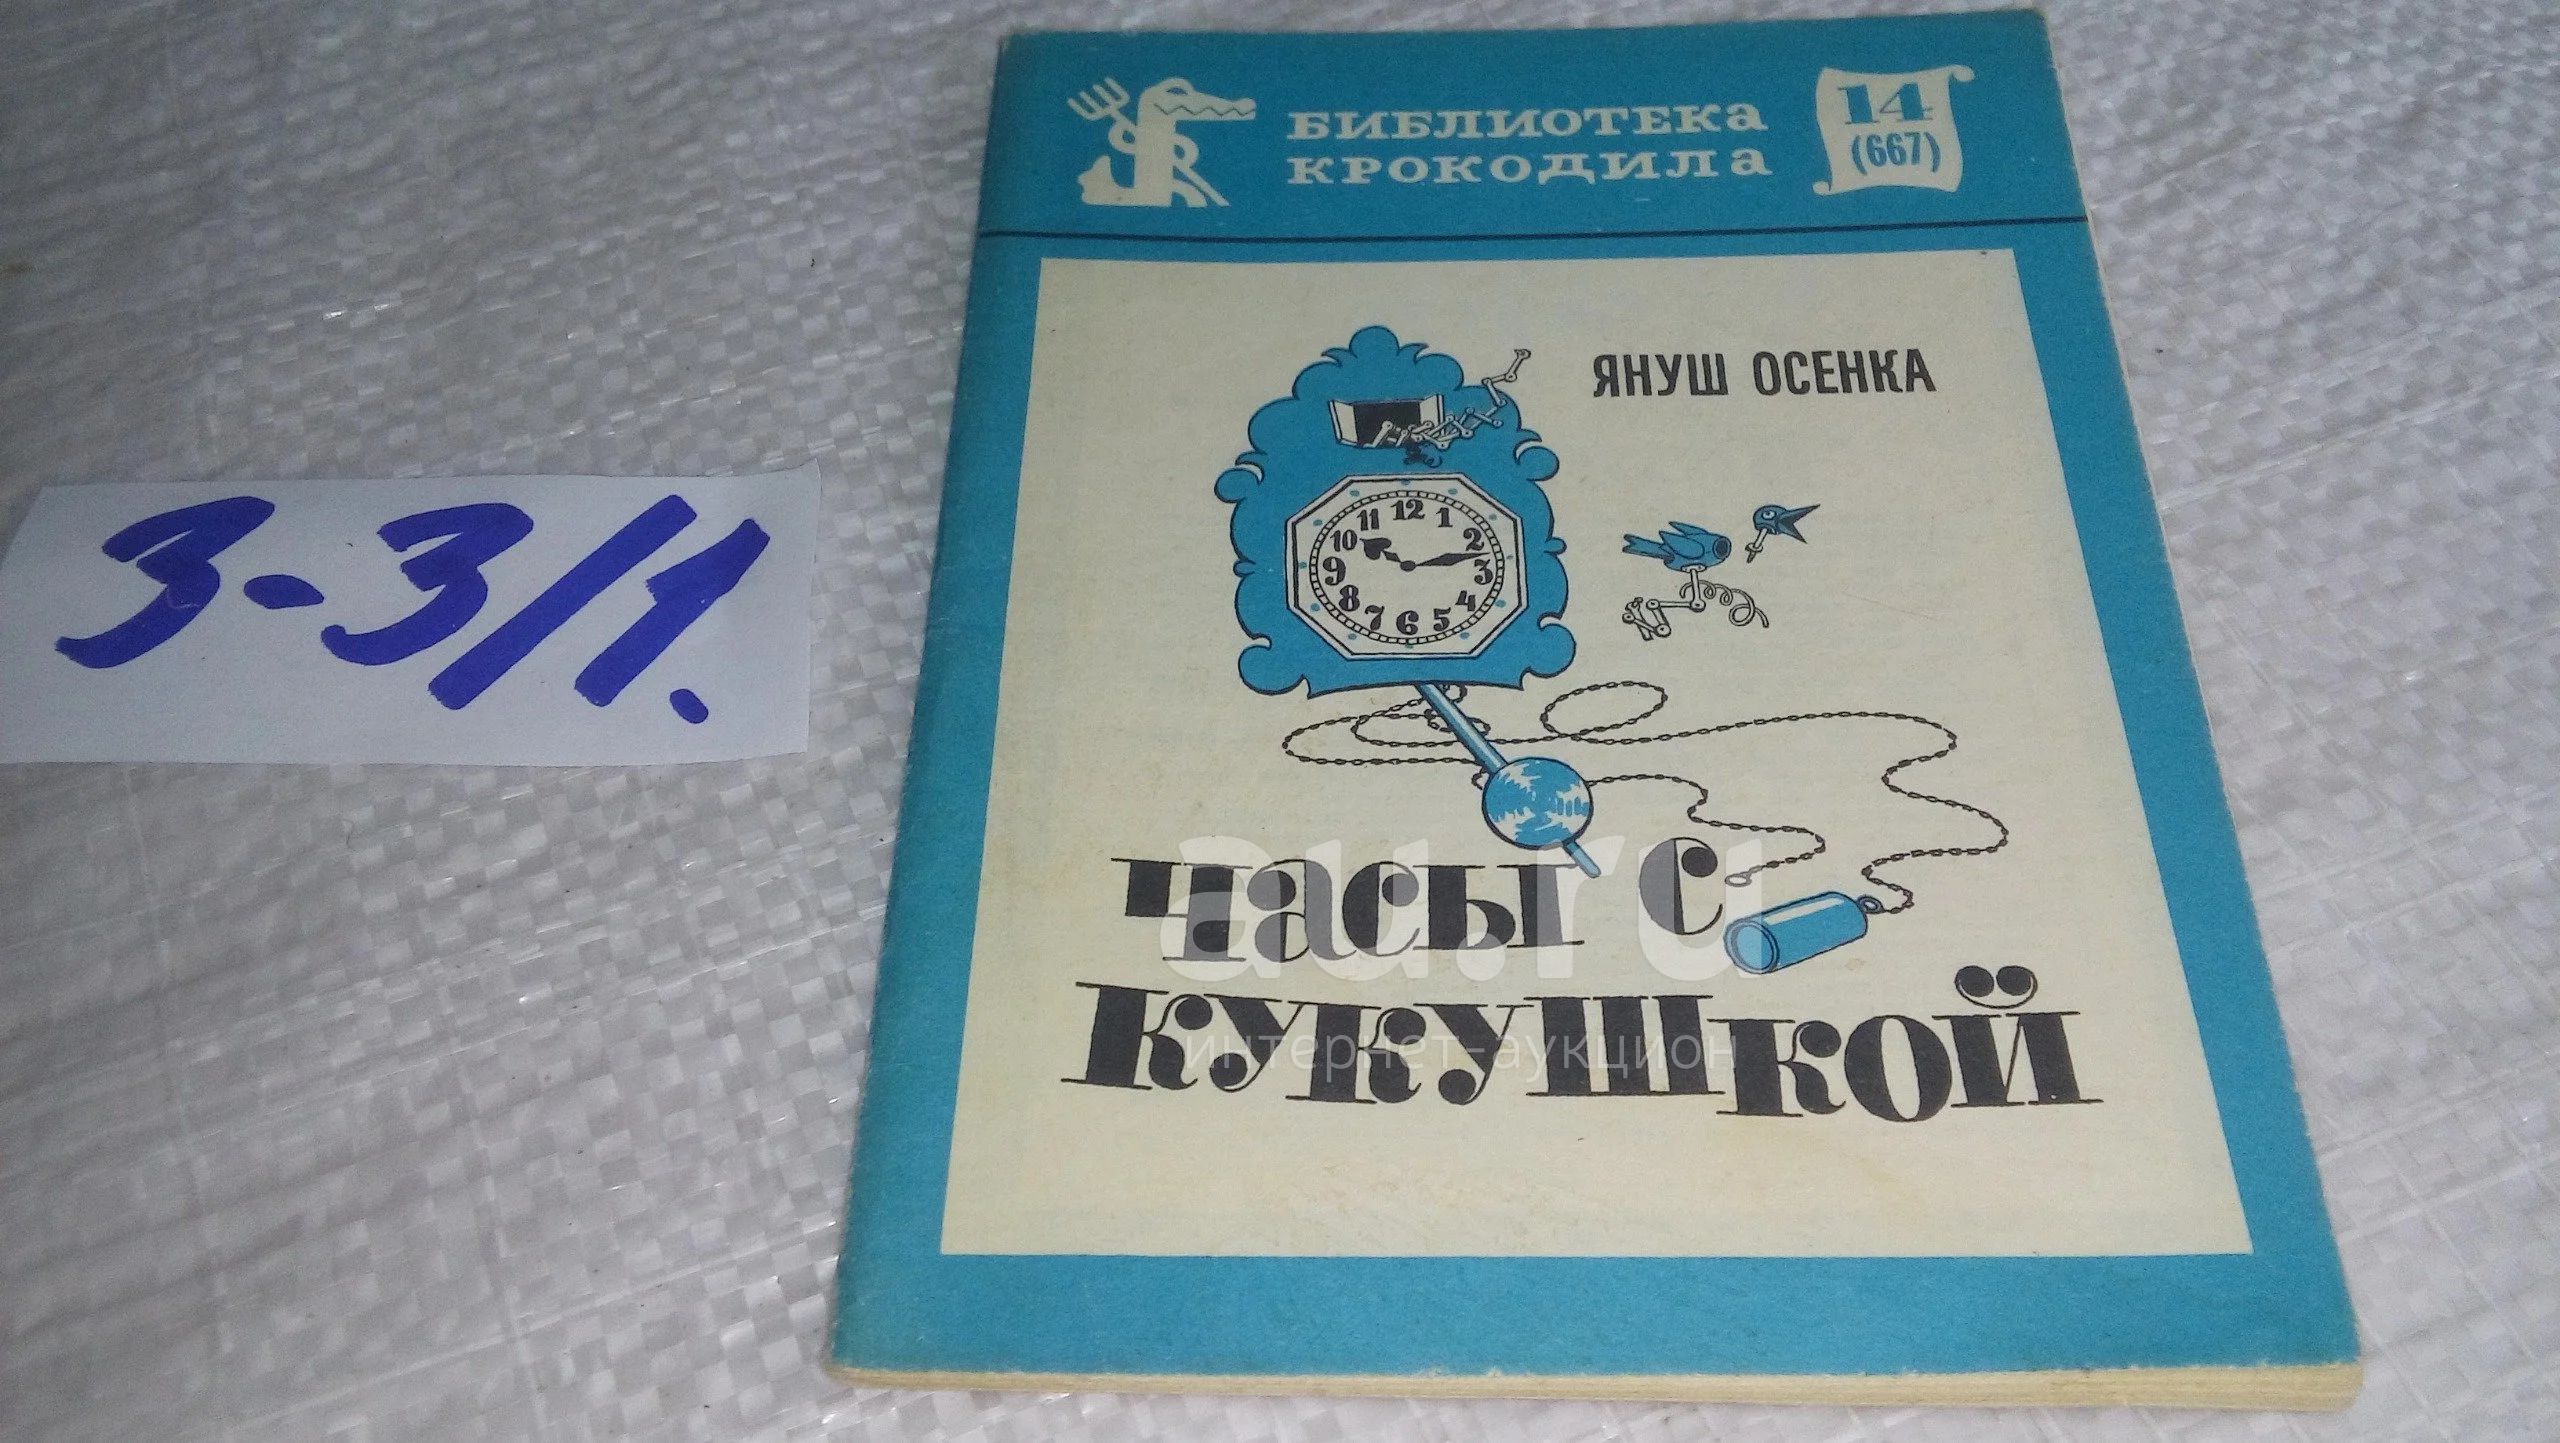 БИБЛИОТЕКА
КРОКОДИЛА
14
(667)
ЯНУШ ОСЕНКА
12
1
2
3
4
5
6
7
8
9
10
11
ЧАСЫ С
КУКУШКОЙ
au.ru
интернет-аукцион
3-3/1.